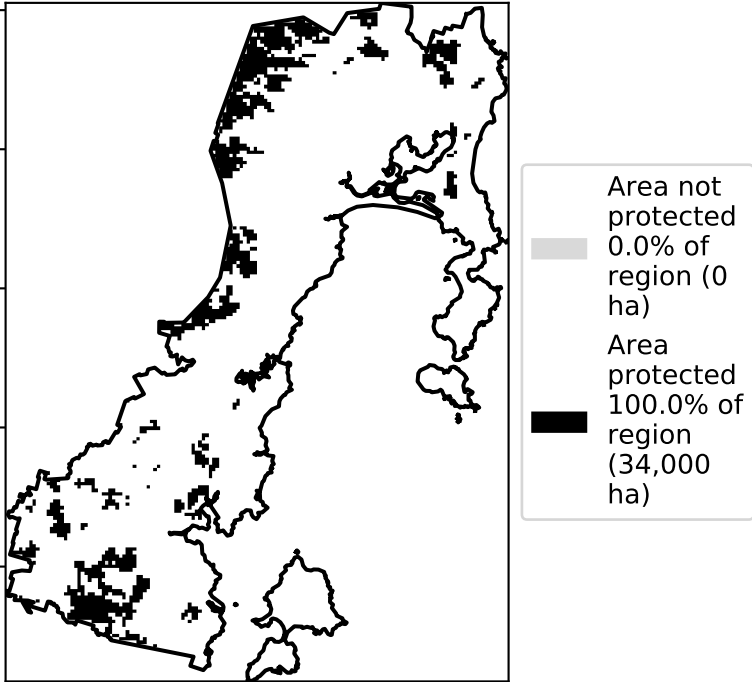 Area not
protected
0.0% of
region (0
ha)
Area
protected
100.0% of
region
(34,000
ha)